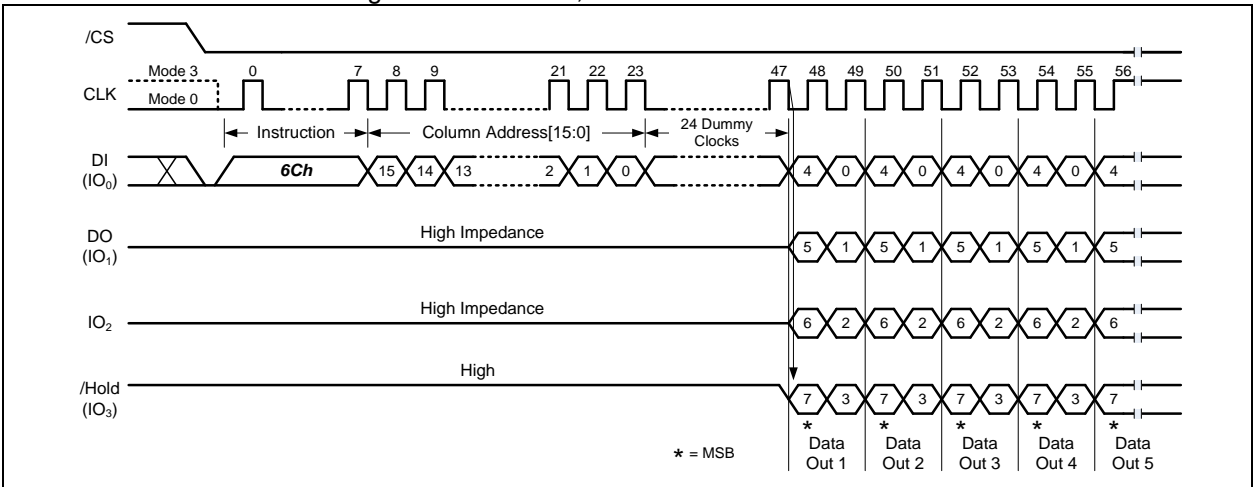 /CS
Mode 3 0 7 8 9 21 22 23 47 48 49 50 51 52 53 54 55 56
CLK
Mode 0
Instruction Column Address[15:0] 24 Dummy
Clocks
DI
(IO₀)
6Ch 15 14 13 2 1 0 4 0 4 0 4 0 4 0 4
High Impedance
DO
(IO₁)
5 1 5 1 5 1 5 1 5
High Impedance
IO₂
6 2 6 2 6 2 6 2 6
High
/Hold
(IO₃)
7 3 7 3 7 3 7 3 7
* * * * *
* = MSB
Data Data Data Data Data
Out 1 Out 2 Out 3 Out 4 Out 5